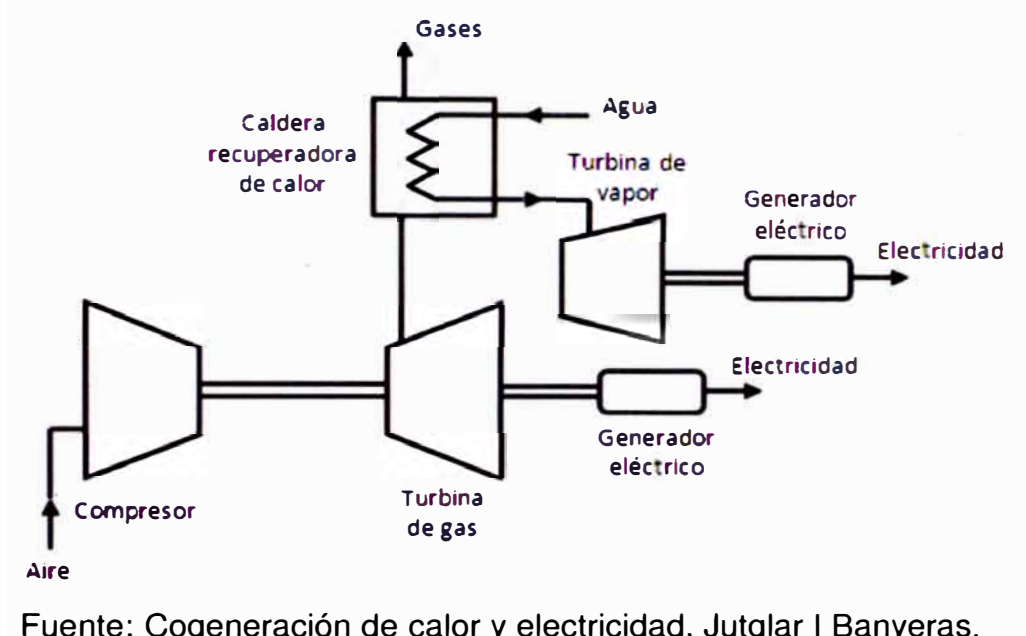 Gases
Agua
Caldera
recuperadora
de calor
Turbina de
vapor
Generador
eléctrico
Electricidad
Electricidad
Generador
eléctrico
Turbina
de gas
Compresor
Aire
Fuente: Cogeneración de calor y electricidad. Jutglar I Banyeras.